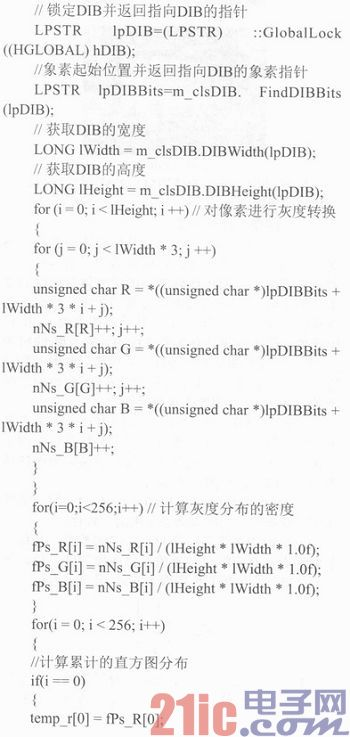 // 锁定DIB并返回指向DIB的指针
LPSTR lpDIB=(LPSTR) ::GlobalLock
((HGLOBAL) hDIB);
//象素起始位置并返回指向DIB的象素指针
LPSTR lpDIBBits=m_clsDIB. FindDIBBits
(lpDIB);
// 获取DIB的宽度
LONG lWidth = m_clsDIB.DIBWidth(lpDIB);
// 获取DIB的高度
LONG lHeight = m_clsDIB.DIBHeight(lpDIB);
for (i = 0; i < lHeight; i ++) // 对像素进行灰度转换
{
for (j = 0; j < lWidth * 3; j ++)
{
unsigned char R = *((unsigned char *)lpDIBBits +
lWidth * 3 * i + j);
nNs_R[R]++; j++;
unsigned char G = *((unsigned char *)lpDIBBits +
lWidth * 3 * i + j);
nNs_G[G]++; j++;
unsigned char B = *((unsigned char *)lpDIBBits +
lWidth * 3 * i + j);
nNs_B[B]++;
}
}
for(i=0;i<256;i++) // 计算灰度分布的密度
{
fPs_R[i] = nNs_R[i] / (lHeight * lWidth * 1.0f);
fPs_G[i] = nNs_G[i] / (lHeight * lWidth * 1.0f);
fPs_B[i] = nNs_B[i] / (lHeight * lWidth * 1.0f);
}
for(i = 0; i < 256; i++)
{
//计算累计的直方图分布
if(i == 0)
{
temp_r[0] = fPs_R[0];
21ic.com
电子网